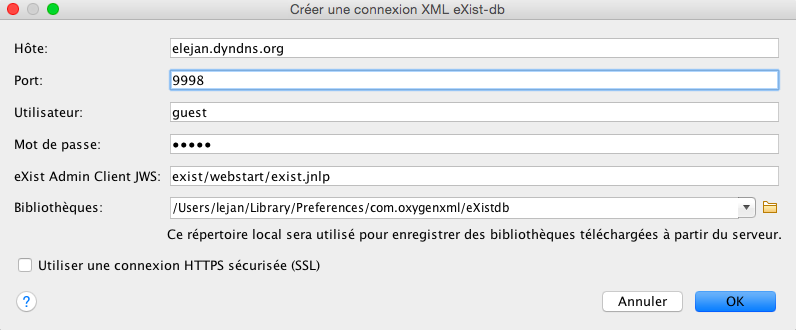 Créer une connexion XML eXist-db
Hôte: elejan.dyndns.org
Port: 9998
Utilisateur: guest
Mot de passe: •••••
eXist Admin Client JWS: exist/webstart/exist.jnlp
Bibliothèques: /Users/lejan/Library/Preferences/com.oxygenxml/eXistdb
Ce répertoire local sera utilisé pour enregistrer des bibliothèques téléchargées à partir du serveur.
Utiliser une connexion HTTPS sécurisée (SSL)
? Annuler OK